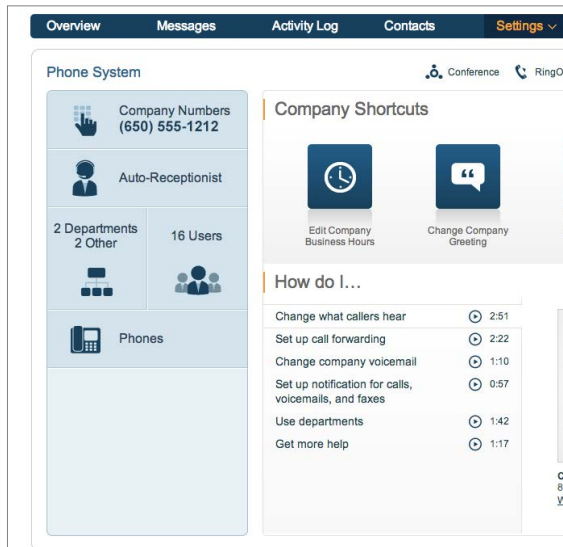 Overview Messages Activity Log Contacts Settings
Phone System
Conference
Company Numbers
(650) 555-1212
Auto-Receptionist
2 Departments
2 Other
16 Users
Phones
Company Shortcuts
Edit Company
Business Hours
Change Company
Greeting
How do I...
Change what callers hear 2:51
Set up call forwarding 2:22
Change company voicemail 1:10
Set up notification for calls, 0:57
voicemails, and faxes
Use departments 1:42
Get more help 1:17